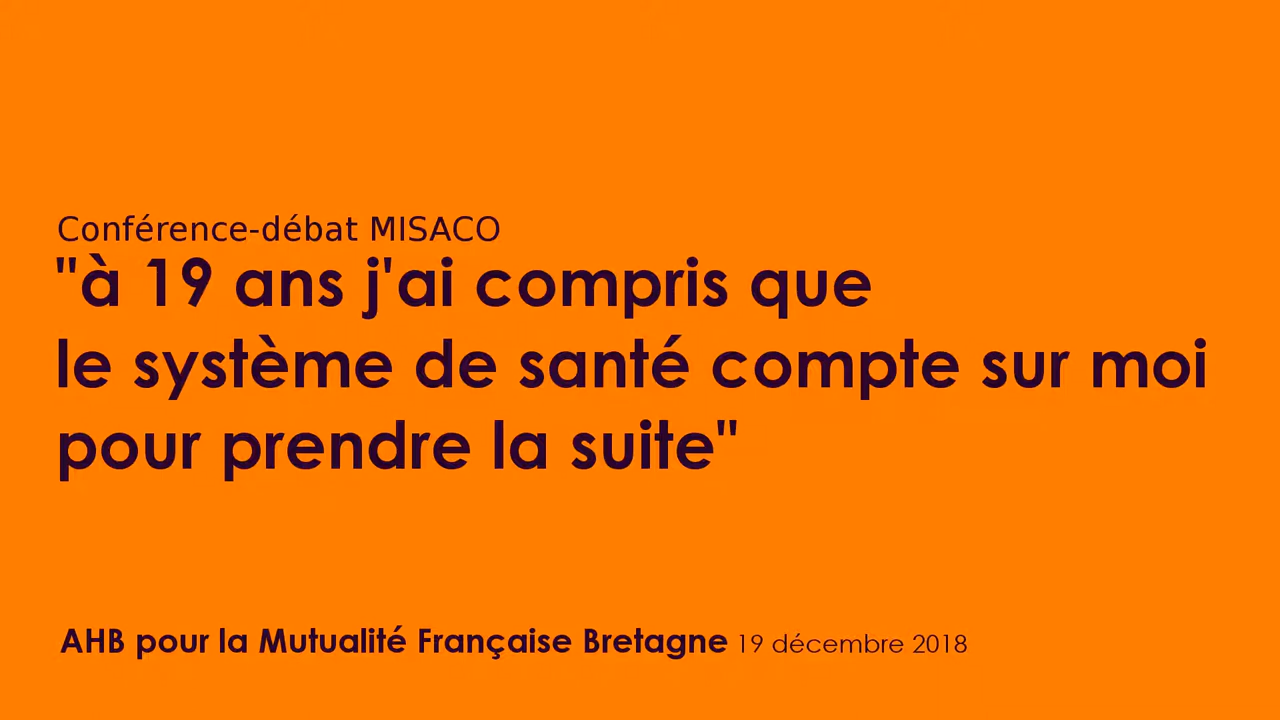 Conférence-débat MISACO
"à 19 ans j'ai compris que
le système de santé compte sur moi
pour prendre la suite"
AHB pour la Mutualité Française Bretagne 19 décembre 2018